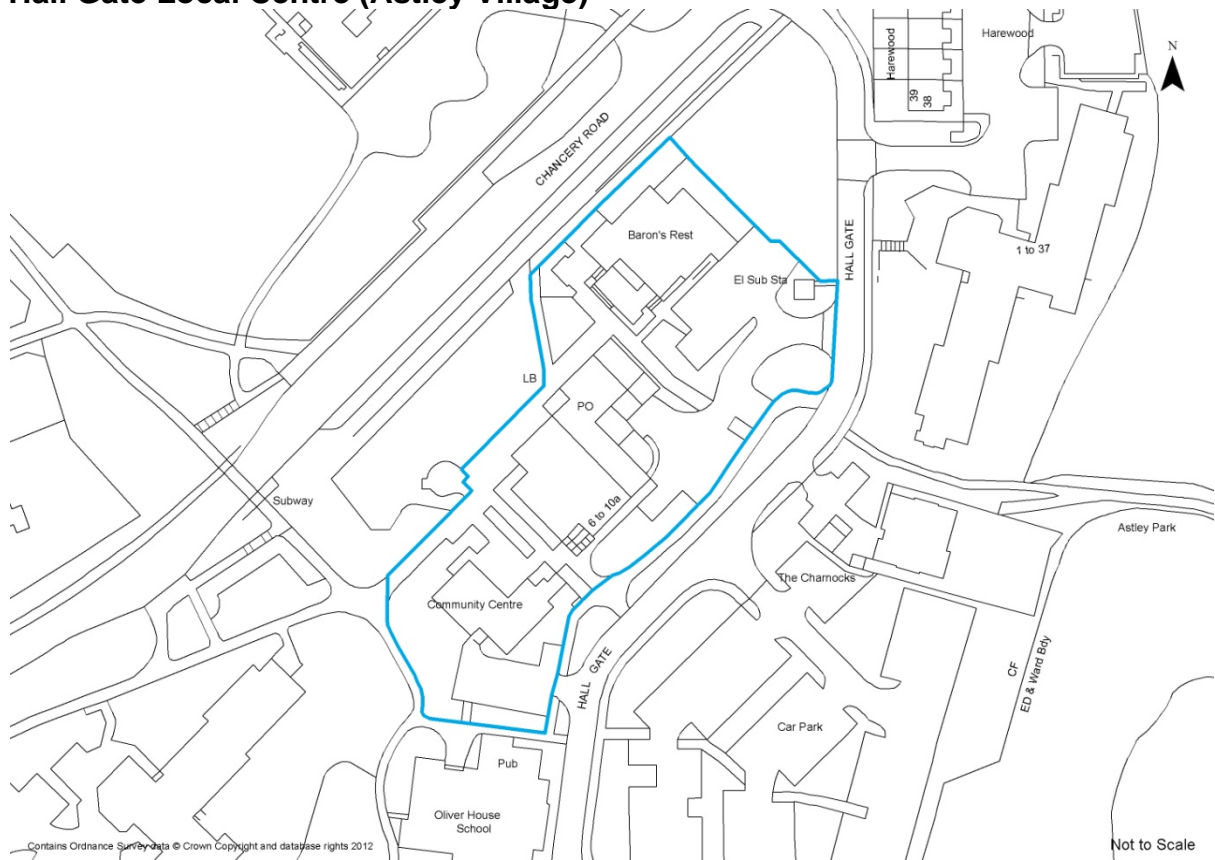 Hall Gate Local Centre (Astley Village)
Harewood
N
Harewood
39
38
CHANCERY ROAD
Baron's Rest
HALL GATE
1 to 37
El Sub Sta
LB
PO
Subway
6 to 10a
Astley Park
The Charnocks
Community Centre
HALL GATE
CF
ED & Ward Bdy
Car Park
Pub
Oliver House
School
Contains Ordnance Survey data © Crown Copyright and database rights 2012
Not to Scale